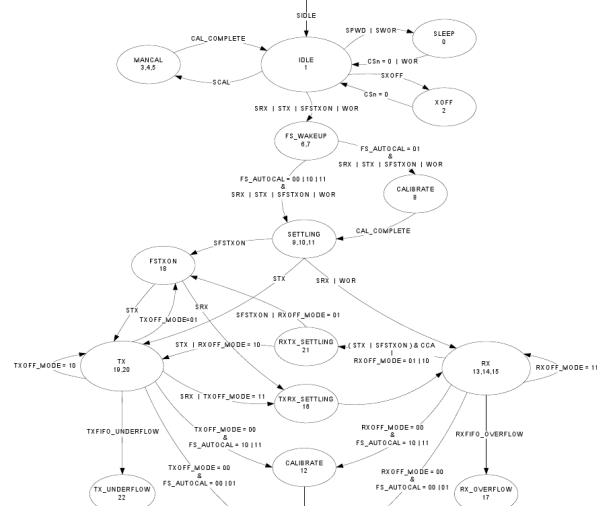 SIDLE
SPWD | SWOR
SLEEP
0
CAL_COMPLETE
MANCAL
3,4,5
IDLE
1
CSn = 0 | WOR
SXOFF
SCAL
CSn = 0
XOFF
2
SRX | STX | SFSTXON | WOR
FS_WAKEUP
6,7
FS_AUTOCAL = 01
&
SRX | STX | SFSTXON | WOR
FS_AUTOCAL = 00 | 10 | 11
&
SRX | STX | SFSTXON | WOR
CALIBRATE
8
SETTLING
9,10,11
CAL_COMPLETE
SFSTXON
FSTXON
18
STX
SRX | WOR
STX
SRX
TXOFF_MODE=01
SFSTXON | RXOFF_MODE = 01
STX | RXOFF_MODE = 10
RXTX_SETTLING
21
( STX | SFSTXON ) & CCA
|
RXOFF_MODE = 01 | 10
TXOFF_MODE = 10
TX
19,20
RX
13,14,15
RXOFF_MODE = 11
SRX | TXOFF_MODE = 11
TXRX_SETTLING
16
TXFIFO_UNDERFLOW
TXOFF_MODE = 00
&
FS_AUTOCAL = 10 | 11
RXOFF_MODE = 00
&
FS_AUTOCAL = 10 | 11
RXFIFO_OVERFLOW
CALIBRATE
12
TXOFF_MODE = 00
&
FS_AUTOCAL = 00 | 01
RXOFF_MODE = 00
&
FS_AUTOCAL = 00 | 01
TX_UNDERFLOW
22
RX_OVERFLOW
17